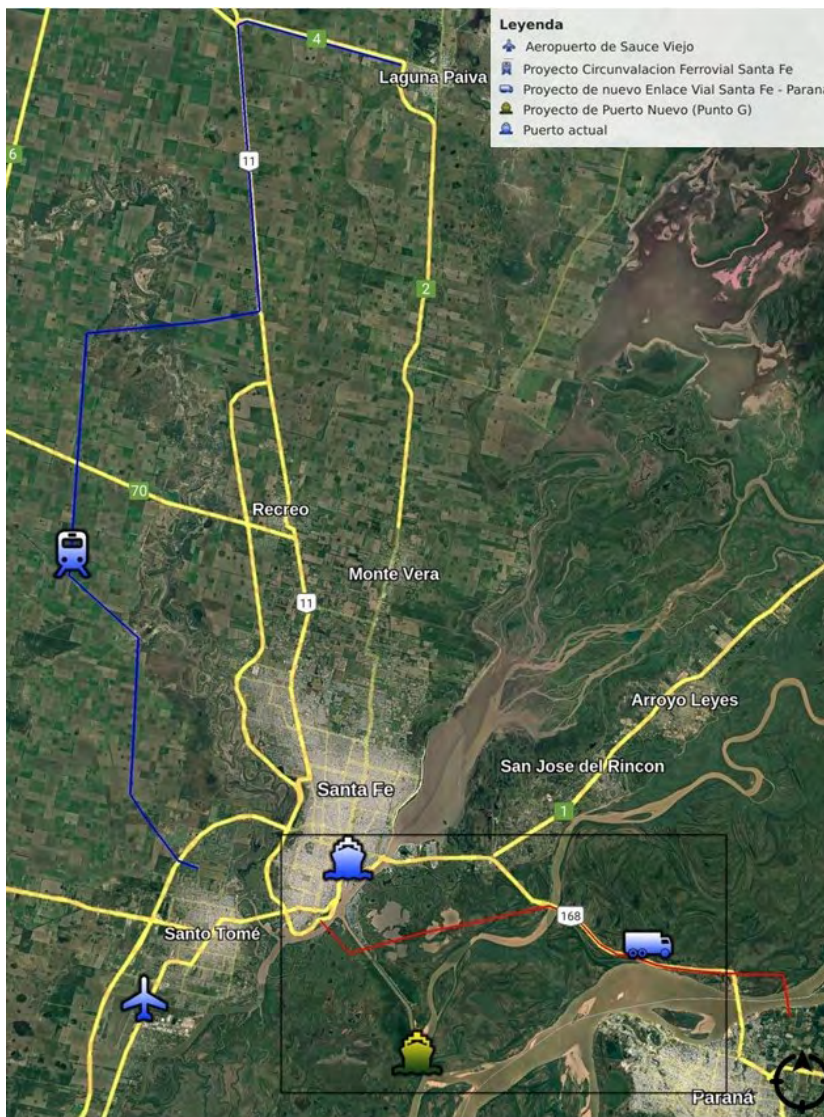 Leyenda
Aeropuerto de Sauce Viejo
Proyecto Circunvalacion Ferrovial Santa Fe
Proyecto de nuevo Enlace Vial Santa Fe - Paraná
Proyecto de Puerto Nuevo (Punto G)
Puerto actual
4
Laguna Paiva
6
11
2
70
Recreo
Monte Vera
11
Arroyo Leyes
San Jose del Rincon
Santa Fe
1
168
Santo Tomé
Paraná